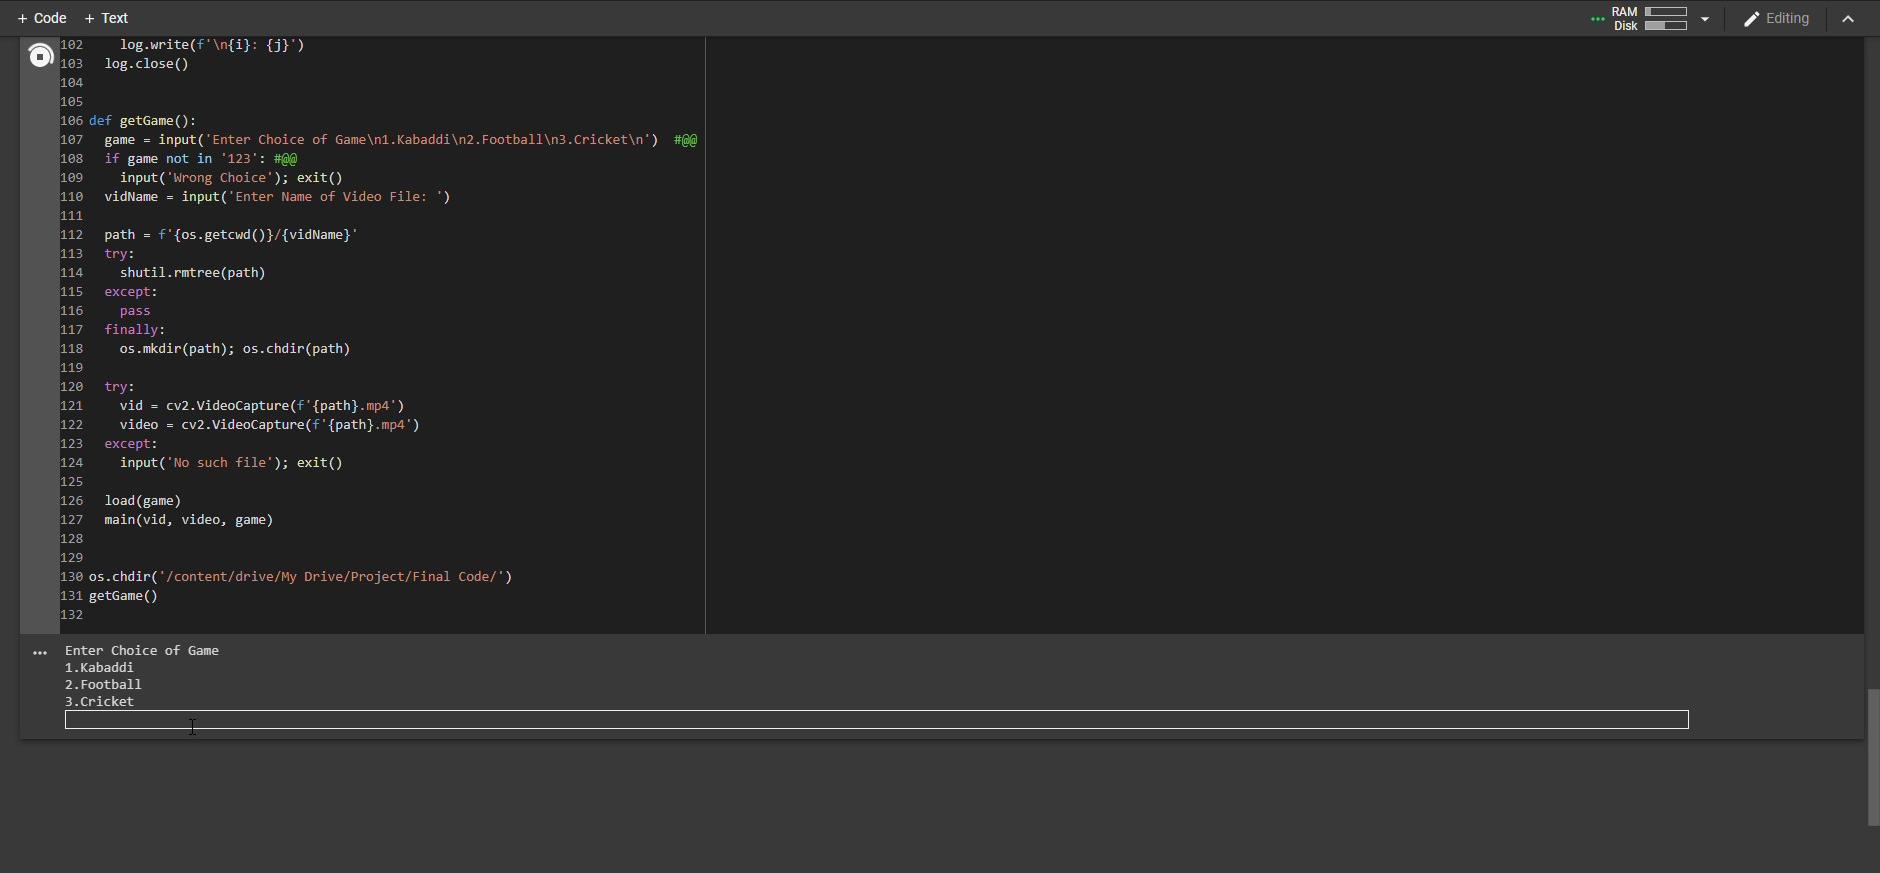 + Code + Text
RAM
Disk
Editing
102 log.write(f'\n{i}: {j}')
103 log.close()
104
105
106 def getGame():
107 game = input('Enter Choice of Game\n1.Kabaddi\n2.Football\n3.Cricket\n') #@@
108 if game not in '123': #@@
109 input('Wrong Choice'); exit()
110 vidName = input('Enter Name of Video File: ')
111
112 path = f'{os.getcwd()}/{vidName}'
113 try:
114 shutil.rmtree(path)
115 except:
116 pass
117 finally:
118 os.mkdir(path); os.chdir(path)
119
120 try:
121 vid = cv2.VideoCapture(f'{path}.mp4')
122 video = cv2.VideoCapture(f'{path}.mp4')
123 except:
124 input('No such file'); exit()
125
126 load(game)
127 main(vid, video, game)
128
129
130 os.chdir('/content/drive/My Drive/Project/Final Code/')
131 getGame()
132
Enter Choice of Game
1.Kabaddi
2.Football
3.Cricket